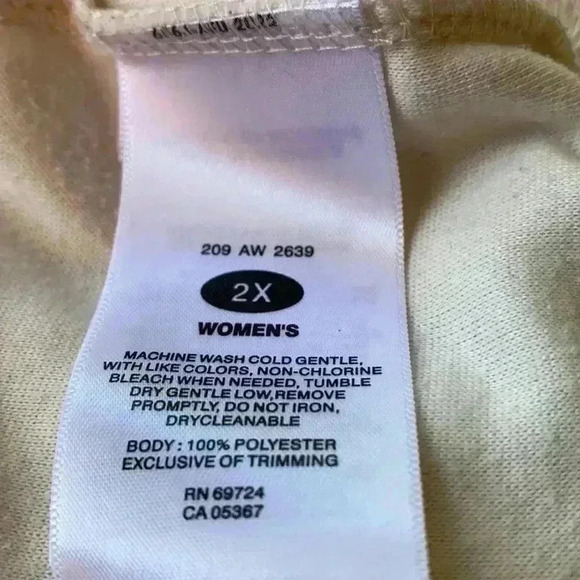 209 AW 2639
2X
WOMEN'S
MACHINE WASH COLD GENTLE,
WITH LIKE COLORS, NON-CHLORINE
BLEACH WHEN NEEDED, TUMBLE
DRY GENTLE LOW,REMOVE
PROMPTLY, DO NOT IRON,
DRYCLEANABLE
BODY : 100% POLYESTER
EXCLUSIVE OF TRIMMING
RN 69724
CA 05367